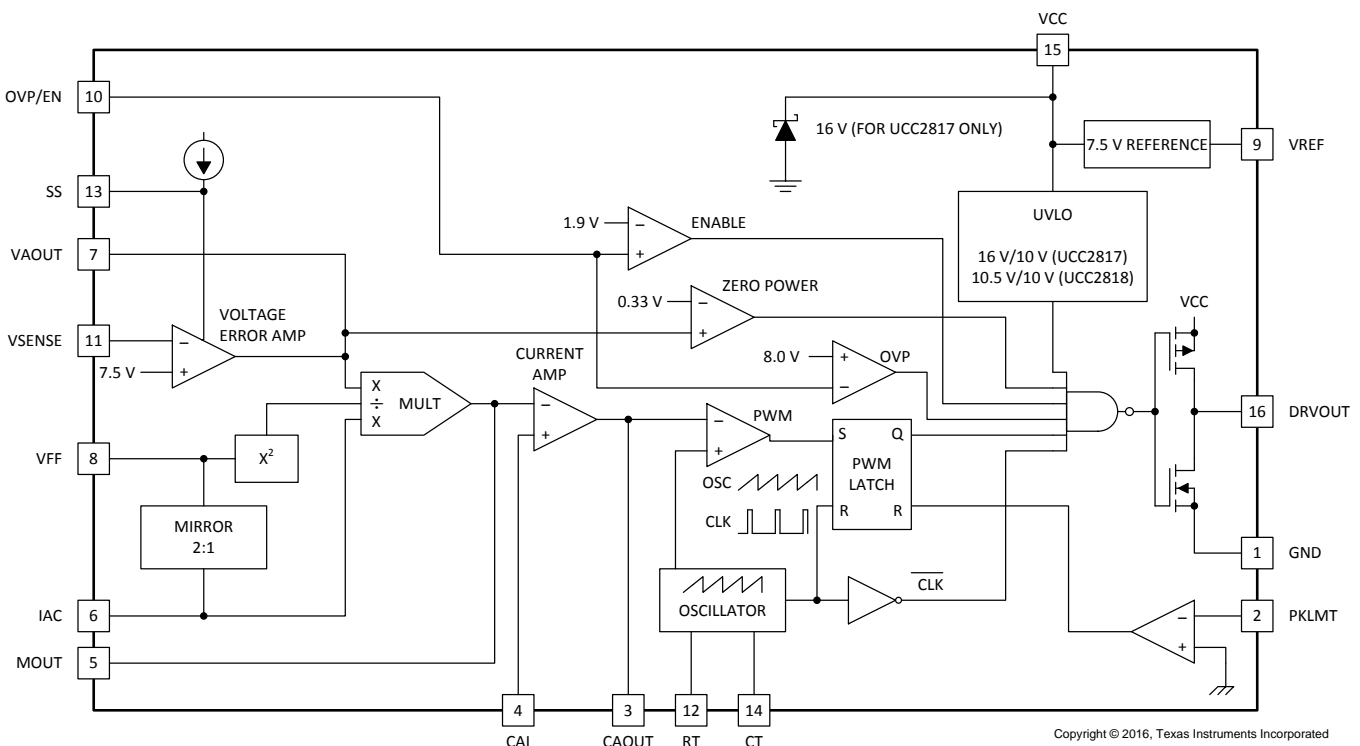 VCC
15
OVP/EN
10
16 V (FOR UCC2817 ONLY)
7.5 V REFERENCE
9
VREF
SS
13
1.9 V
−
+
ENABLE
UVLO
16 V/10 V (UCC2817)
10.5 V/10 V (UCC2818)
VAOUT
7
0.33 V
−
+
ZERO POWER
VCC
VSENSE
11
−
+
7.5 V
VOLTAGE
ERROR AMP
8.0 V
+
−
OVP
CURRENT
AMP
X
÷
X
MULT
−
+
−
+
PWM
16
DRVOUT
S
Q
PWM
LATCH
R
R
VFF
8
X2
OSC
CLK
MIRROR
2:1
1
GND
OSCILLATOR
CLK
IAC
6
−
+
2
PKLMT
MOUT
5
4
3
12
14
CAI
CAOUT
RT
CT
Copyright © 2016, Texas Instruments Incorporated